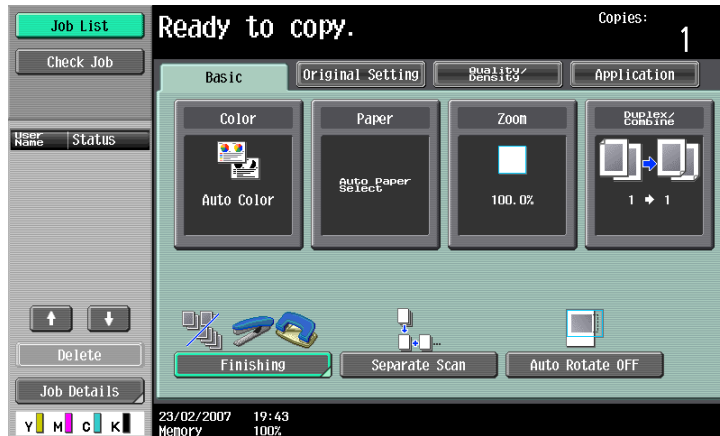 Job List
Ready to copy.
Copies:
1
Check Job
Basic
Original Setting
Quality/
Density
Application
User
Name
Status
Color
Paper
Zoom
Duplex/
Combine
Auto Color
Auto Paper
Select
100.0%
1 → 1
Delete
Finishing
Separate Scan
Auto Rotate OFF
Job Details
Y M C K
23/02/2007 19:43
Memory 100%